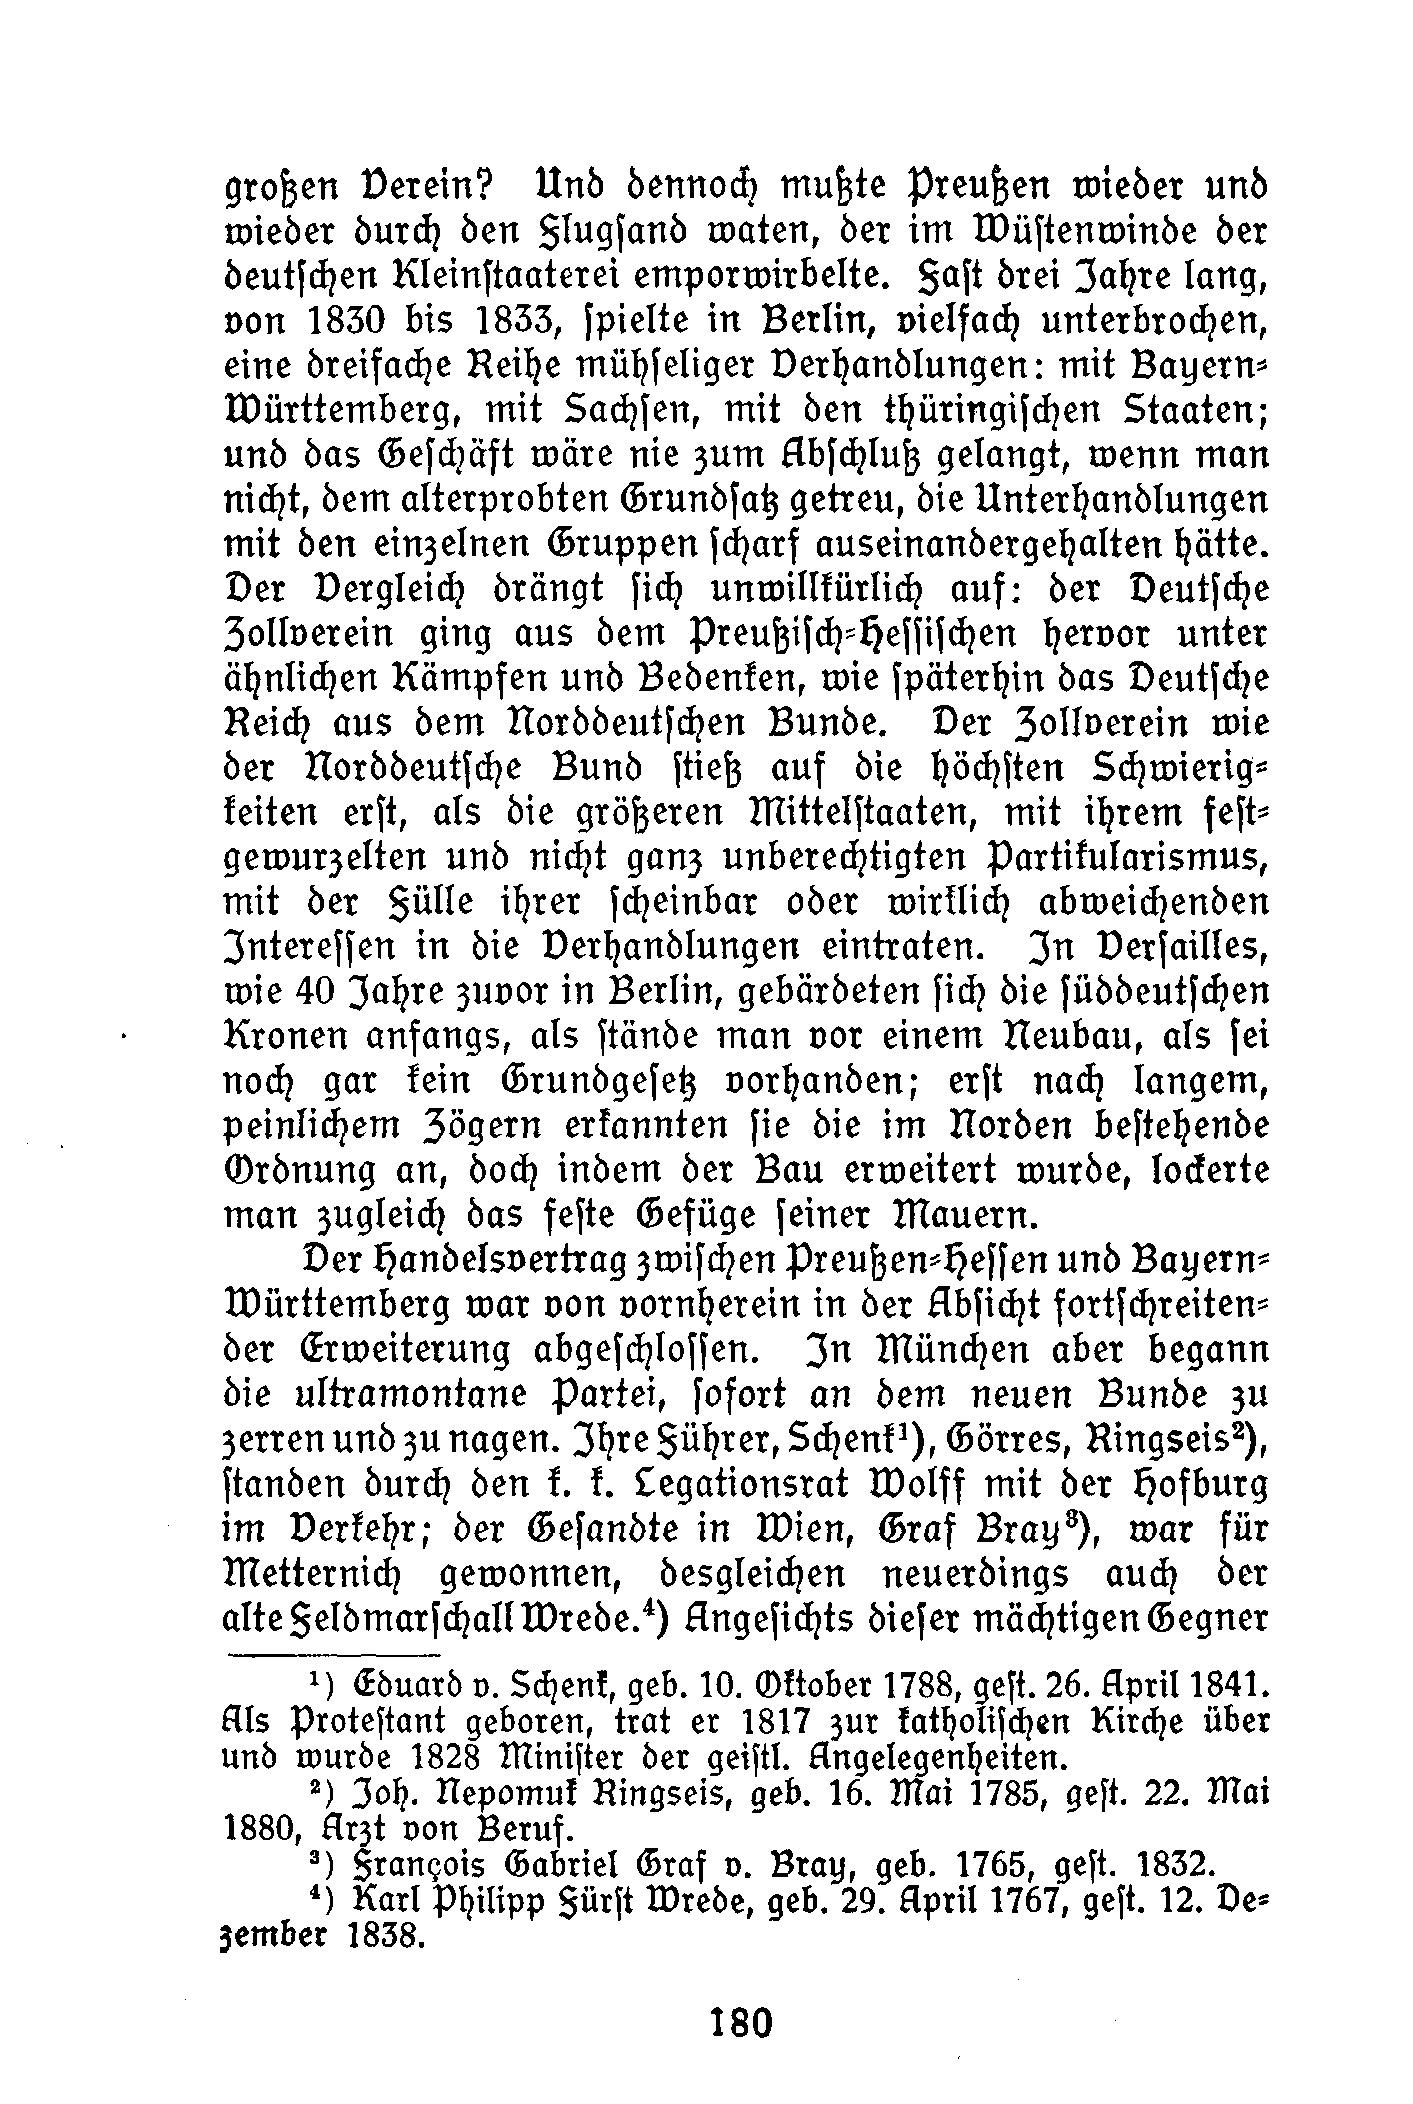 großen Verein? Und dennoch mußte Preußen wieder und
wieder durch den Flugsand waten, der im Wüstenwinde der
deutschen Kleinstaaterei emporwirbelte. Fast drei Jahre lang,
von 1830 bis 1833, spielte in Berlin, vielfach unterbrochen,
eine dreifache Reihe mühseliger Verhandlungen: mit Bayern-
Württemberg, mit Sachsen, mit den thüringischen Staaten;
und das Geschäft wäre nie zum Abschluß gelangt, wenn man
nicht, dem alterprobten Grundsatz getreu, die Unterhandlungen
mit den einzelnen Gruppen scharf auseinandergehalten hätte.
Der Vergleich drängt sich unwillkürlich auf: der Deutsche
Zollverein ging aus dem Preußisch-Hessischen hervor unter
ähnlichen Kämpfen und Bedenken, wie späterhin das Deutsche
Reich aus dem Norddeutschen Bunde. Der Zollverein wie
der Norddeutsche Bund stieß auf die höchsten Schwierig-
keiten erst, als die größeren Mittelstaaten, mit ihrem fest-
gewurzelten und nicht ganz unberechtigten Partikularismus,
mit der Fülle ihrer scheinbar oder wirklich abweichenden
Interessen in die Verhandlungen eintraten. In Versailles,
wie 40 Jahre zuvor in Berlin, gebärdeten sich die süddeutschen
Kronen anfangs, als stände man vor einem Neubau, als sei
noch gar kein Grundgesetz vorhanden; erst nach langem,
peinlichem Zögern erkannten sie die im Norden bestehende
Ordnung an, doch indem der Bau erweitert wurde, lockerte
man zugleich das feste Gefüge seiner Mauern.
Der Handelsvertrag zwischen Preußen-Hessen und Bayern-
Württemberg war von vornherein in der Absicht fortschreiten-
der Erweiterung abgeschlossen. In München aber begann
die ultramontane Partei, sofort an dem neuen Bunde zu
zerren und zu nagen. Ihre Führer, Schenk¹), Görres, Ringseis²),
standen durch den k. k. Legationsrat Wolff mit der Hofburg
im Verkehr; der Gesandte in Wien, Graf Bray³), war für
Metternich gewonnen, desgleichen neuerdings auch der
alte Feldmarschall Wrede.⁴) Angesichts dieser mächtigen Gegner
¹) Eduard v. Schenk, geb. 10. Oktober 1788, gest. 26. April 1841.
Als Protestant geboren, trat er 1817 zur katholischen Kirche über
und wurde 1828 Minister der geistl. Angelegenheiten.
²) Joh. Nepomuk Ringseis, geb. 16. Mai 1785, gest. 22. Mai
1880, Arzt von Beruf.
³) François Gabriel Graf v. Bray, geb. 1765, gest. 1832.
⁴) Karl Philipp Fürst Wrede, geb. 29. April 1767, gest. 12. De-
zember 1838.
180